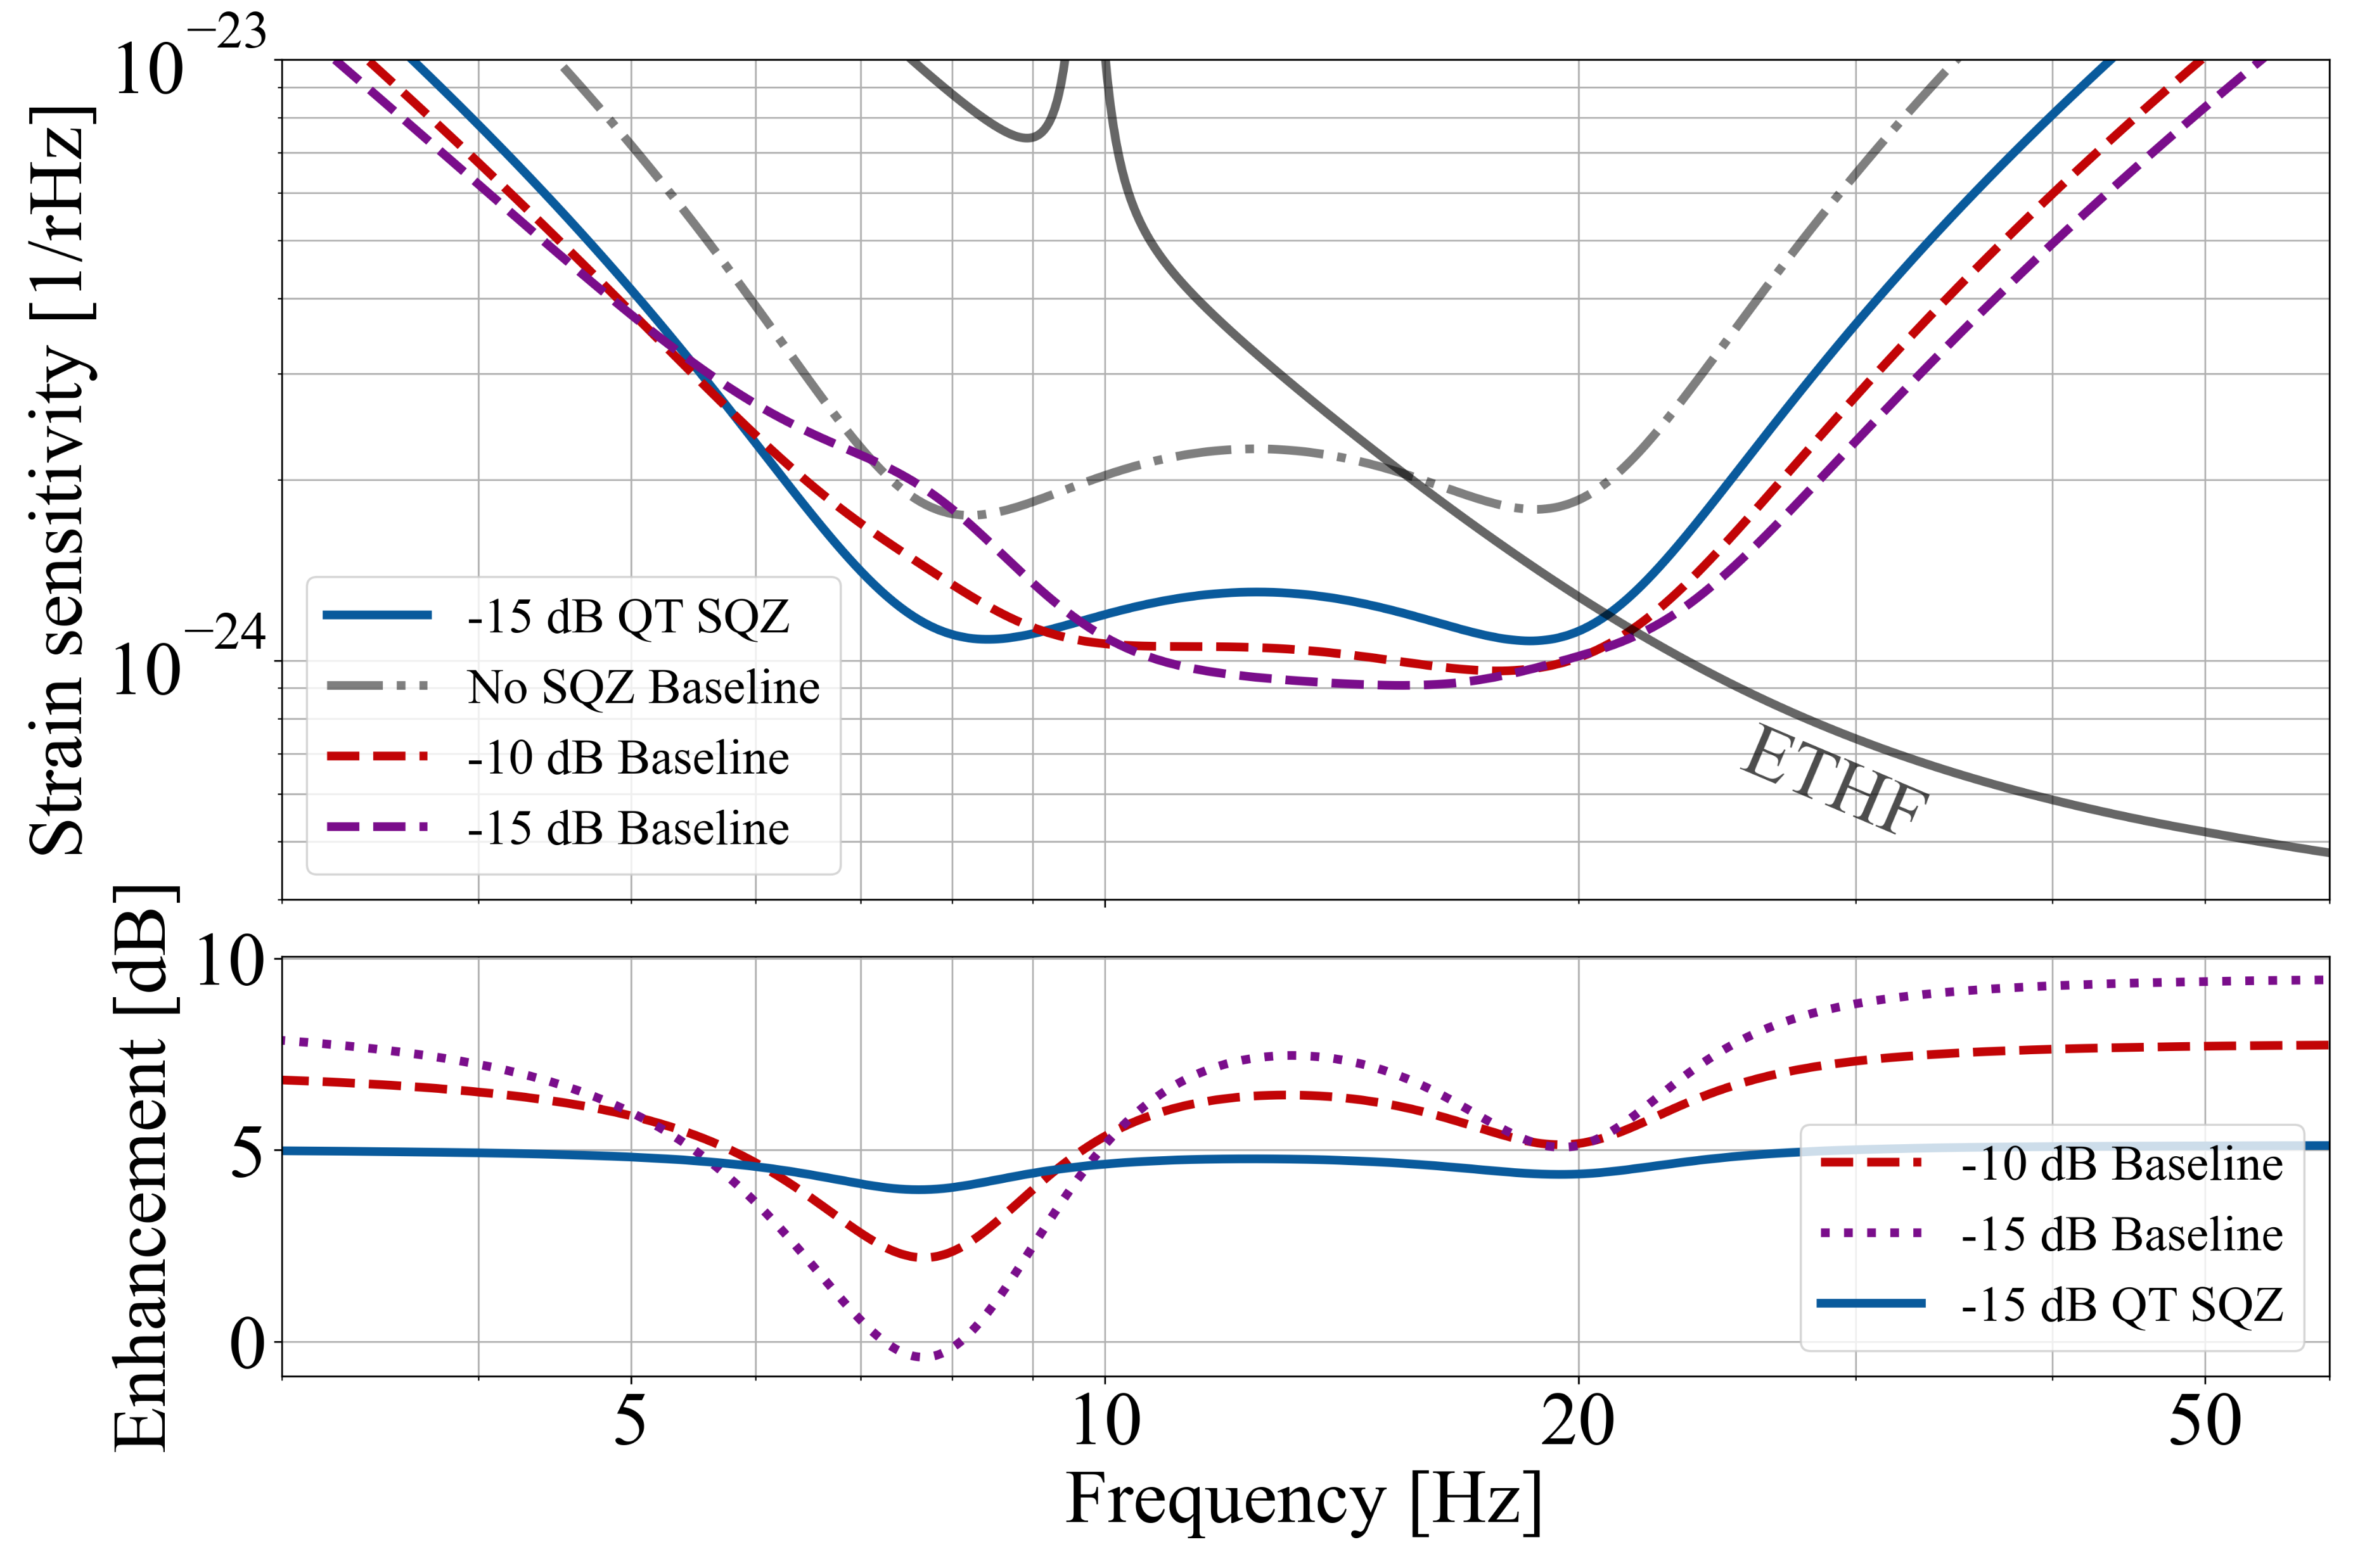 Strain sensitivity [1/rHz]
10⁻²³
10⁻²⁴
-15 dB QT SQZ
No SQZ Baseline
-10 dB Baseline
-15 dB Baseline
ETHF
Enhancement [dB]
10
5
0
-10 dB Baseline
-15 dB Baseline
-15 dB QT SQZ
5
10
20
50
Frequency [Hz]